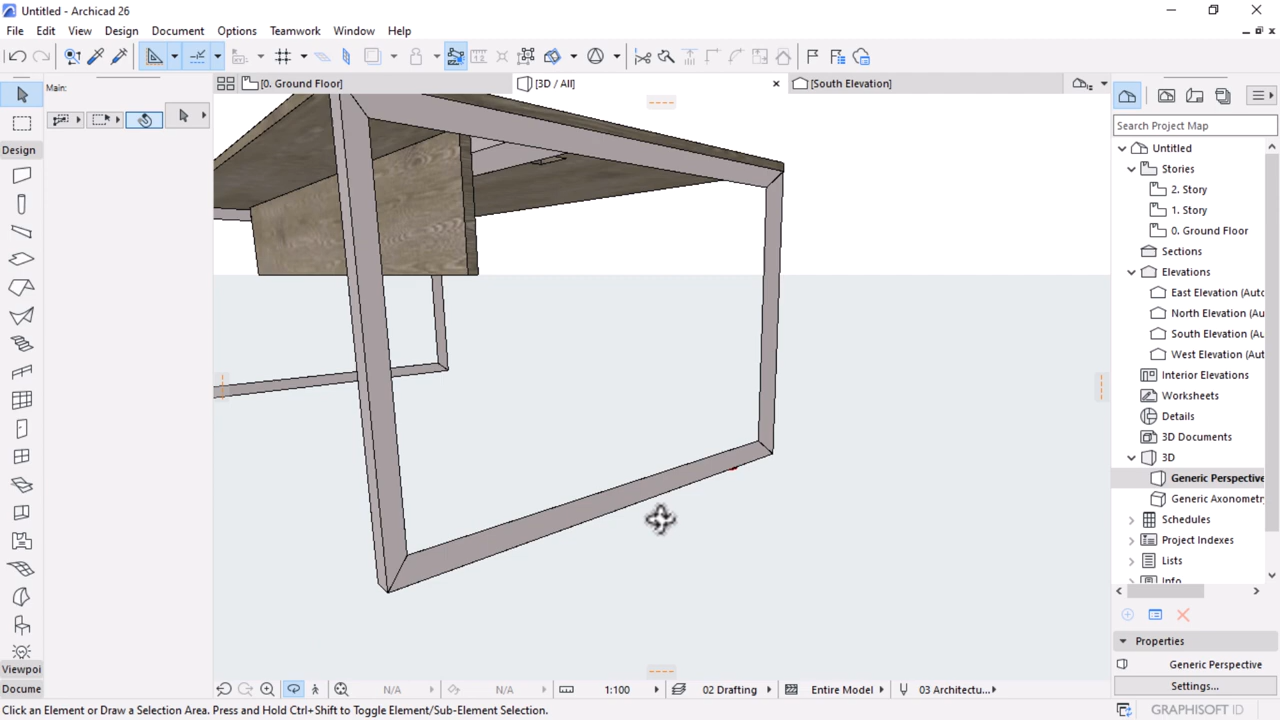 Untitled - Archicad 26
File Edit View Design Document Options Teamwork Window Help
Main:
[0. Ground Floor]
[3D / All]
[South Elevation]
Design
Viewpoi
Docume
Search Project Map
Untitled
Stories
2. Story
1. Story
0. Ground Floor
Sections
Elevations
East Elevation (Auto
North Elevation (Au
South Elevation (Au
West Elevation (Aut
Interior Elevations
Worksheets
Details
3D Documents
3D
Generic Perspective
Generic Axonometry
Schedules
Project Indexes
Lists
Info
Properties
Generic Perspective
Settings...
N/A
N/A
1:100
02 Drafting
Entire Model
03 Architectu...
Click an Element or Draw a Selection Area. Press and Hold Ctrl+Shift to Toggle Element/Sub-Element Selection.
GRAPHISOFT ID